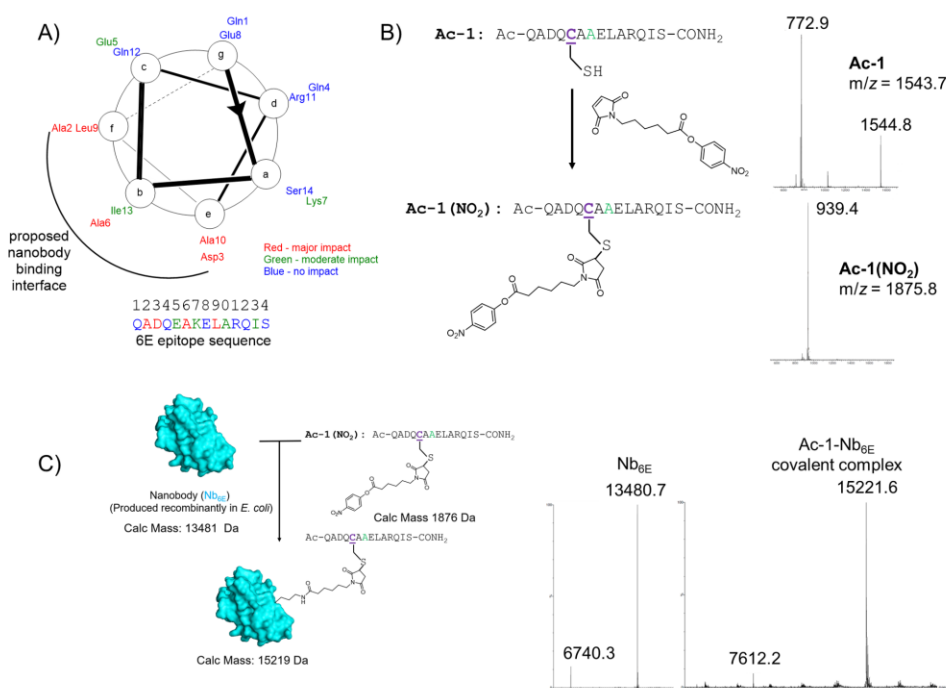 A)
Gln1
Glu8
Glu5
Gln12
g
c
Gln4
Arg11
d
Ala2 Leu9
f
a
Ser14
Lys7
b
Ile13
e
Ala6
Ala10
Asp3
proposed
nanobody
binding
interface
Red - major impact
Green - moderate impact
Blue - no impact
12345678901234
QADQEAKELARQIS
6E epitope sequence
B)
Ac-1: Ac-QADQCAAELARQIS-CONH2
SH
O
N
O
O
O
NO2
Ac-1(NO2): Ac-QADQCAAELARQIS-CONH2
S
O
N
O
O
O
O2N
772.9
Ac-1
m/z = 1543.7
1544.8
939.4
Ac-1(NO2)
m/z = 1875.8
C)
Nanobody (Nb6E)
(Produced recombinantly in E. coli)
Calc Mass: 13481 Da
Ac-1(NO2): Ac-QADQCAAELARQIS-CONH2
S
O
N
O
O
O
O2N
Calc Mass 1876 Da
Ac-QADQCAAELARQIS-CONH2
S
O
N
O
O
NH
Calc Mass: 15219 Da
Nb6E
13480.7
6740.3
Ac-1-Nb6E
covalent complex
15221.6
7612.2